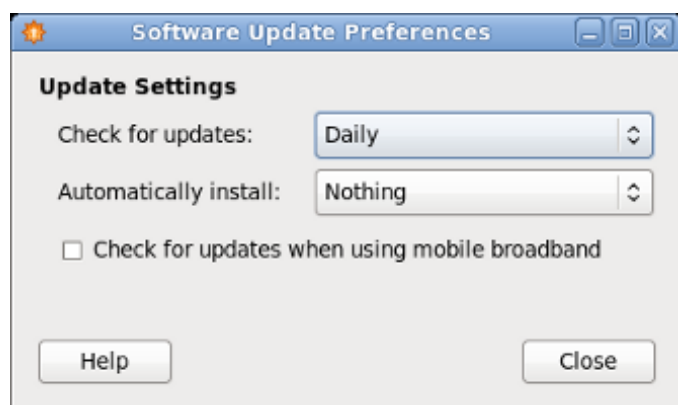 Software Update Preferences
Update Settings
Check for updates: Daily
Automatically install: Nothing
Check for updates when using mobile broadband
Help Close